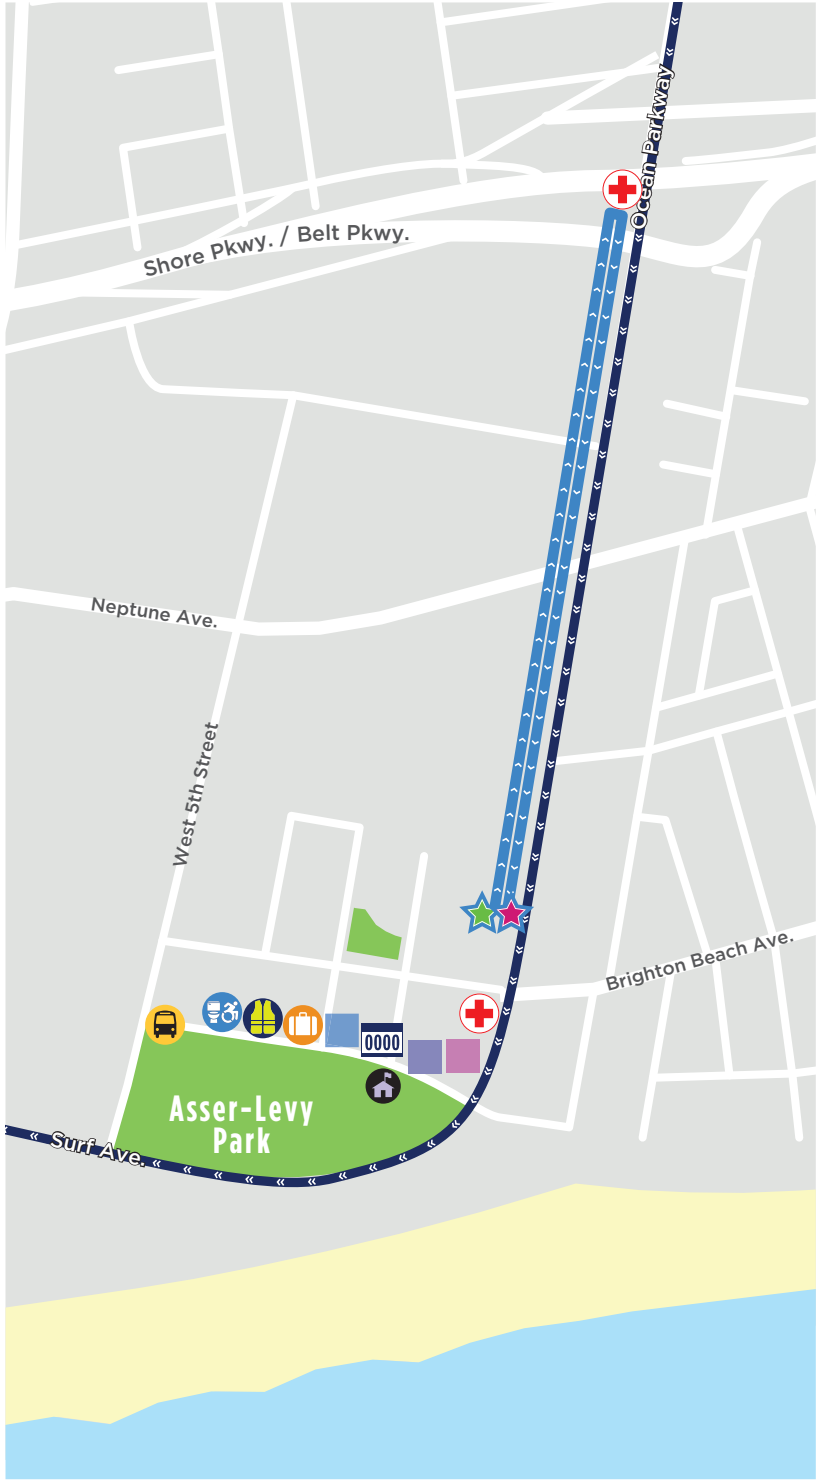 Ocean Parkway
Shore Pkwy. / Belt Pkwy.
Neptune Ave.
West 5th Street
Brighton Beach Ave.
0000
Asser-Levy
Park
Surf Ave.